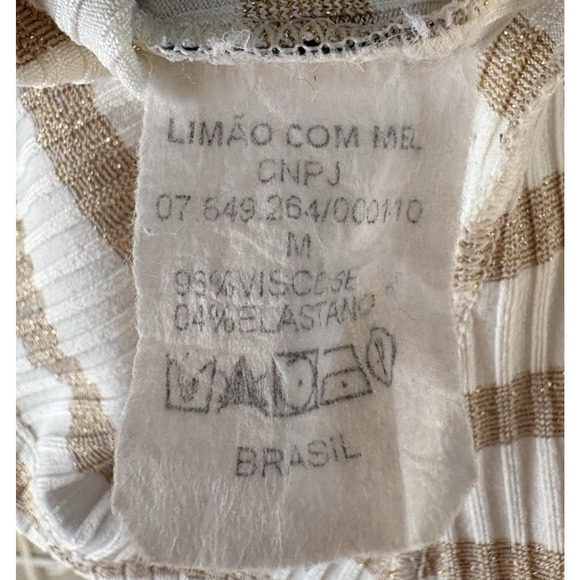 LIMÃO COM MEL
CNPJ
07.649.264/000110
M
96%VISCOSE
04%ELASTANO
BRASIL